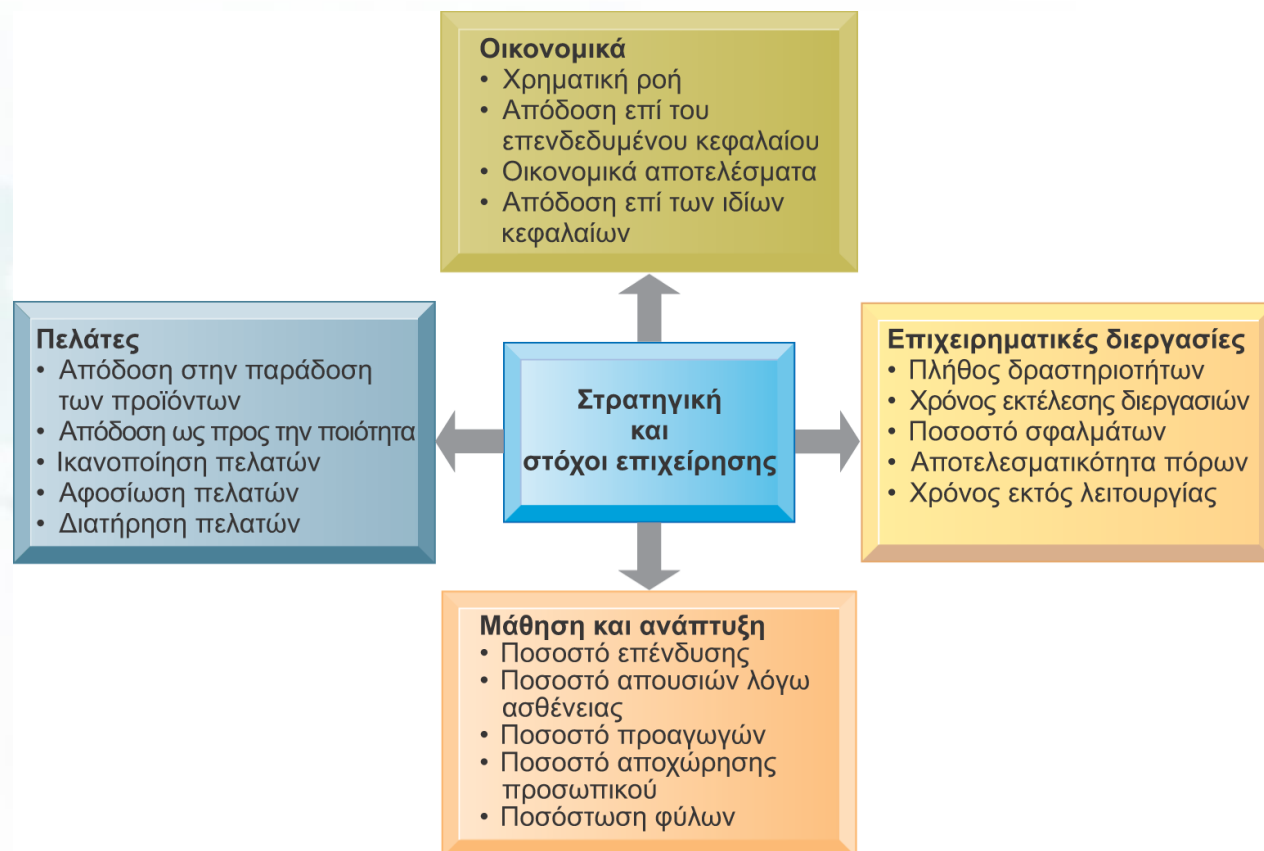 Οικονομικά
• Χρηματική ροή
• Απόδοση επί του
επενδεδυμένου κεφαλαίου
• Οικονομικά αποτελέσματα
• Απόδοση επί των ιδίων
κεφαλαίων
Πελάτες
• Απόδοση στην παράδοση
των προϊόντων
• Απόδοση ως προς την ποιότητα
• Ικανοποίηση πελατών
• Αφοσίωση πελατών
• Διατήρηση πελατών
Στρατηγική
και
στόχοι επιχείρησης
Επιχειρηματικές διεργασίες
• Πλήθος δραστηριοτήτων
• Χρόνος εκτέλεσης διεργασιών
• Ποσοστό σφαλμάτων
• Αποτελεσματικότητα πόρων
• Χρόνος εκτός λειτουργίας
Μάθηση και ανάπτυξη
• Ποσοστό επένδυσης
• Ποσοστό απουσιών λόγω
ασθένειας
• Ποσοστό προαγωγών
• Ποσοστό αποχώρησης
προσωπικού
• Ποσόστωση φύλων